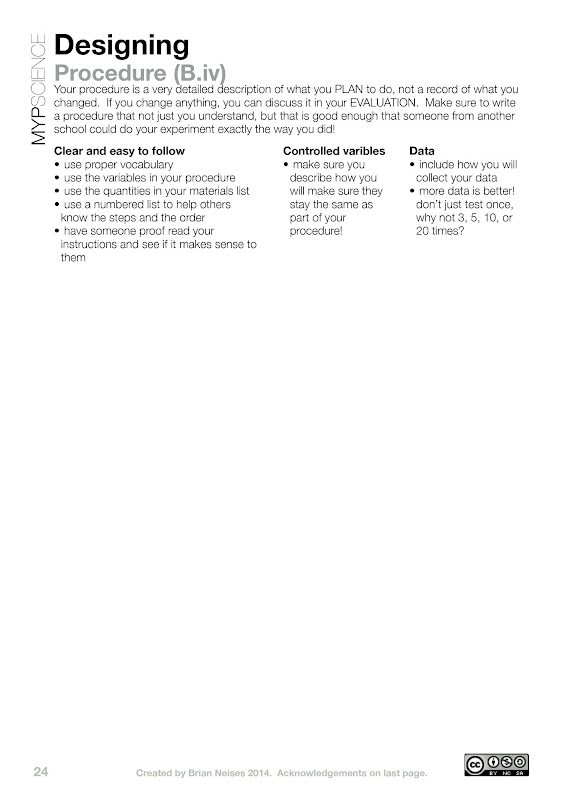 MYPSCIENCE
Designing
Procedure (B.iv)
Your procedure is a very detailed description of what you PLAN to do, not a record of what you
changed.  If you change anything, you can discuss it in your EVALUATION.  Make sure to write
a procedure that not just you understand, but that is good enough that someone from another
school could do your experiment exactly the way you did!
Clear and easy to follow
• use proper vocabulary
• use the variables in your procedure
• use the quantities in your materials list
• use a numbered list to help others
know the steps and the order
• have someone proof read your
instructions and see if it makes sense to
them
Controlled varibles
• make sure you
describe how you
will make sure they
stay the same as
part of your
procedure!
Data
• include how you will
collect your data
• more data is better!
don't just test once,
why not 3, 5, 10, or
20 times?
24
Created by Brian Neises 2014.  Acknowledgements on last page.
cc
BY NC SA